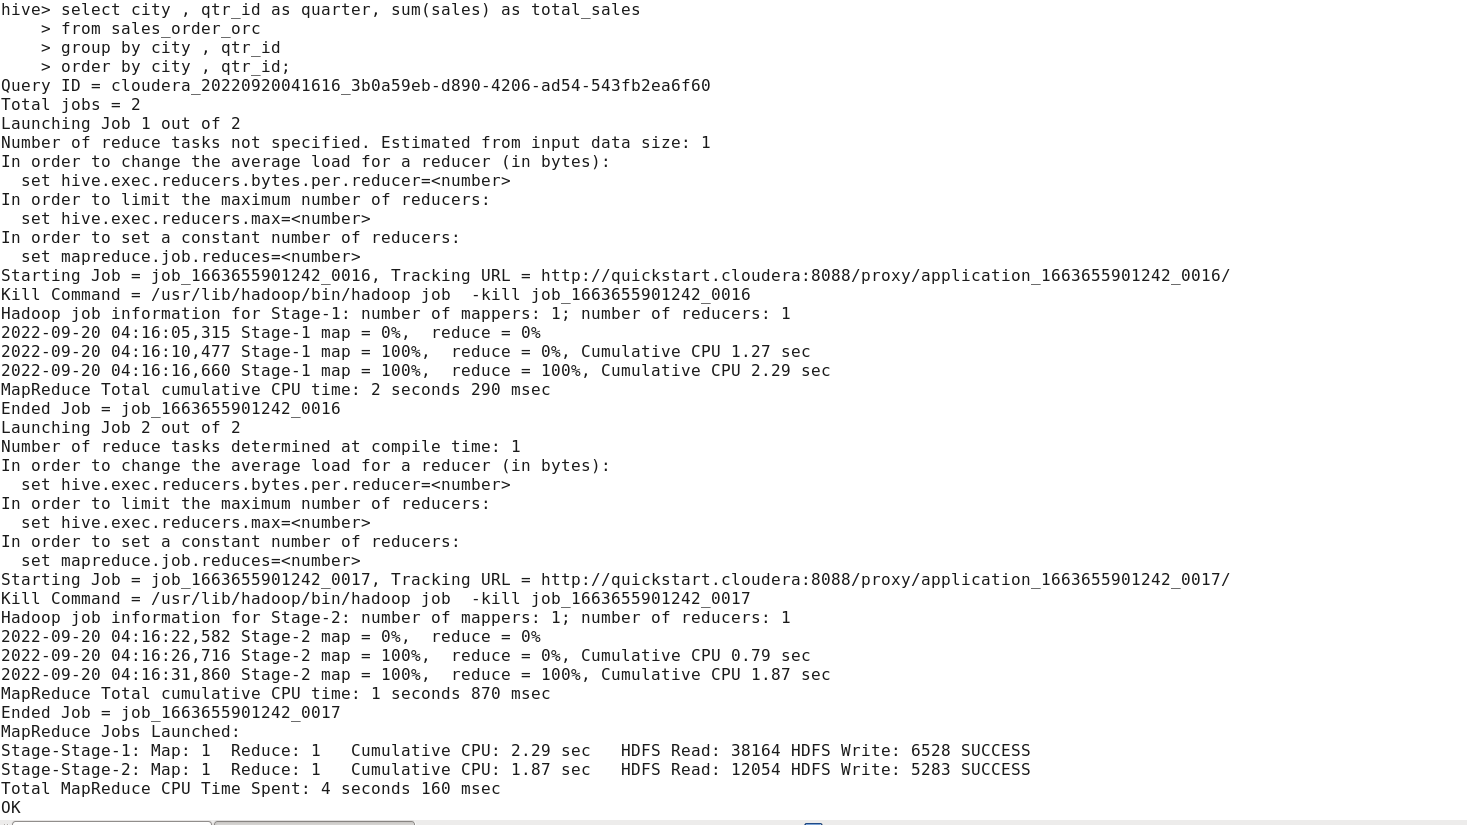 hive> select city , qtr_id as quarter, sum(sales) as total_sales
    > from sales_order_orc
    > group by city , qtr_id
    > order by city , qtr_id;
Query ID = cloudera_20220920041616_3b0a59eb-d890-4206-ad54-543fb2ea6f60
Total jobs = 2
Launching Job 1 out of 2
Number of reduce tasks not specified. Estimated from input data size: 1
In order to change the average load for a reducer (in bytes):
  set hive.exec.reducers.bytes.per.reducer=<number>
In order to limit the maximum number of reducers:
  set hive.exec.reducers.max=<number>
In order to set a constant number of reducers:
  set mapreduce.job.reduces=<number>
Starting Job = job_1663655901242_0016, Tracking URL = http://quickstart.cloudera:8088/proxy/application_1663655901242_0016/
Kill Command = /usr/lib/hadoop/bin/hadoop job  -kill job_1663655901242_0016
Hadoop job information for Stage-1: number of mappers: 1; number of reducers: 1
2022-09-20 04:16:05,315 Stage-1 map = 0%,  reduce = 0%
2022-09-20 04:16:10,477 Stage-1 map = 100%,  reduce = 0%, Cumulative CPU 1.27 sec
2022-09-20 04:16:16,660 Stage-1 map = 100%,  reduce = 100%, Cumulative CPU 2.29 sec
MapReduce Total cumulative CPU time: 2 seconds 290 msec
Ended Job = job_1663655901242_0016
Launching Job 2 out of 2
Number of reduce tasks determined at compile time: 1
In order to change the average load for a reducer (in bytes):
  set hive.exec.reducers.bytes.per.reducer=<number>
In order to limit the maximum number of reducers:
  set hive.exec.reducers.max=<number>
In order to set a constant number of reducers:
  set mapreduce.job.reduces=<number>
Starting Job = job_1663655901242_0017, Tracking URL = http://quickstart.cloudera:8088/proxy/application_1663655901242_0017/
Kill Command = /usr/lib/hadoop/bin/hadoop job  -kill job_1663655901242_0017
Hadoop job information for Stage-2: number of mappers: 1; number of reducers: 1
2022-09-20 04:16:22,582 Stage-2 map = 0%,  reduce = 0%
2022-09-20 04:16:26,716 Stage-2 map = 100%,  reduce = 0%, Cumulative CPU 0.79 sec
2022-09-20 04:16:31,860 Stage-2 map = 100%,  reduce = 100%, Cumulative CPU 1.87 sec
MapReduce Total cumulative CPU time: 1 seconds 870 msec
Ended Job = job_1663655901242_0017
MapReduce Jobs Launched:
Stage-Stage-1: Map: 1  Reduce: 1   Cumulative CPU: 2.29 sec   HDFS Read: 38164 HDFS Write: 6528 SUCCESS
Stage-Stage-2: Map: 1  Reduce: 1   Cumulative CPU: 1.87 sec   HDFS Read: 12054 HDFS Write: 5283 SUCCESS
Total MapReduce CPU Time Spent: 4 seconds 160 msec
OK